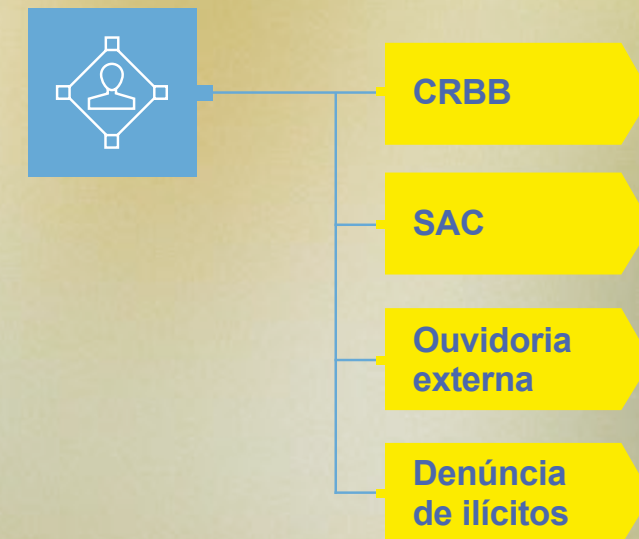 CRBB
SAC
Ouvidoria
externa
Denúncia
de ilícitos